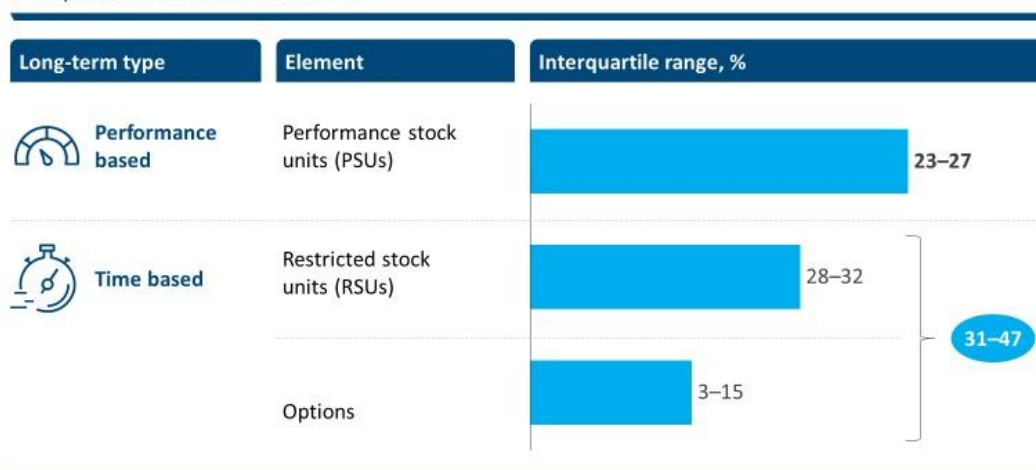 Long-term type
Element
Interquartile range, %
Performance
based
Performance stock
units (PSUs)
23–27
Time based
Restricted stock
units (RSUs)
28–32
31–47
Options
3–15